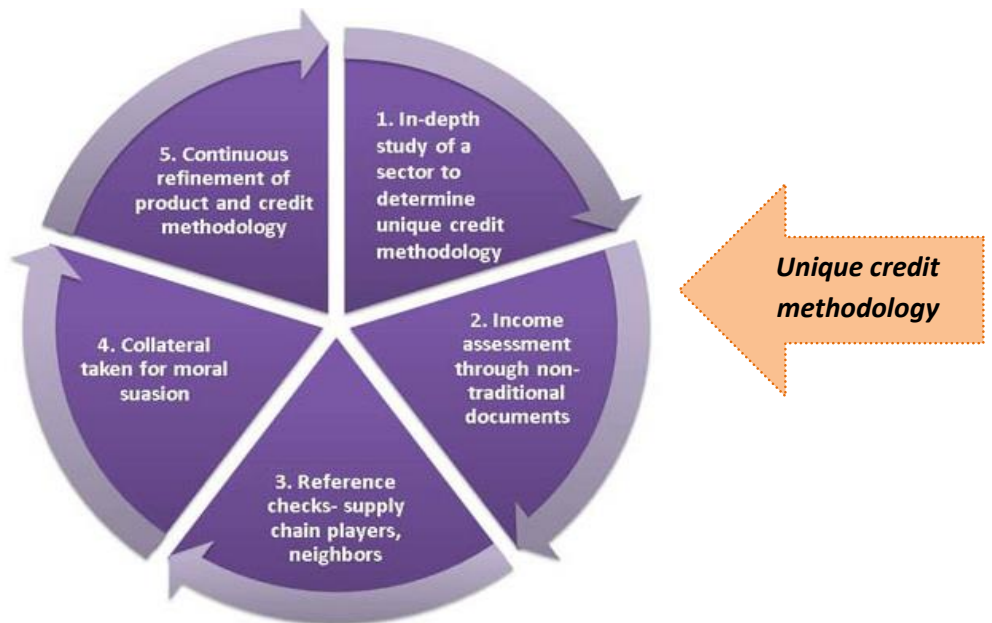 1. In-depth
study of a
sector to
determine
unique credit
methodology
2. Income
assessment
through non-
traditional
documents
3. Reference
checks- supply
chain players,
neighbors
4. Collateral
taken for moral
suasion
5. Continuous
refinement of
product and credit
methodology
Unique credit
methodology